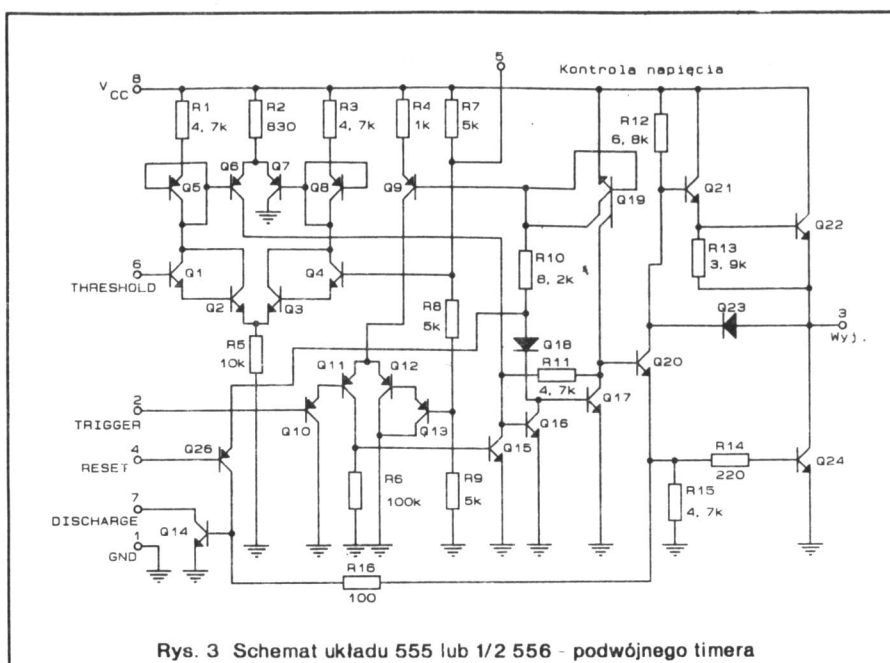 5
Kontrola napięcia
V CC 8
R1 4, 7k
R2 830
R3 4, 7k
R4 1k
R7 5k
R12 6, 8k
Q5
Q6
Q7
Q8
Q9
Q19
Q21
Q22
R10 8, 2k
R13 3, 9k
6 THRESHOLD
Q1
Q2
Q3
Q4
R5 10k
R8 5k
Q18
Q23
3 Wyj.
R11 4, 7k
Q11
Q12
Q20
Q17
2 TRIGGER
Q10
Q13
Q16
Q15
4 RESET
Q26
R6 100k
R9 5k
R14 220
Q24
R15 4, 7k
7 DISCHARGE
Q14
1 GND
R16 100
Rys. 3 Schemat układu 555 lub 1/2 556 - podwójnego timera